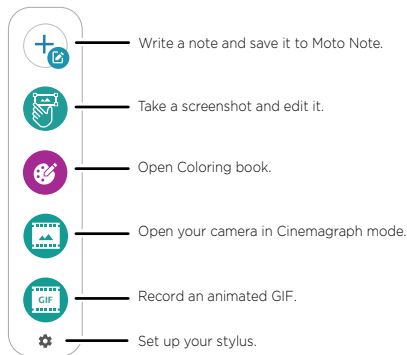 Write a note and save it to Moto Note.
Take a screenshot and edit it.
Open Coloring book.
Open your camera in Cinemagraph mode.
GIF
Record an animated GIF.
Set up your stylus.